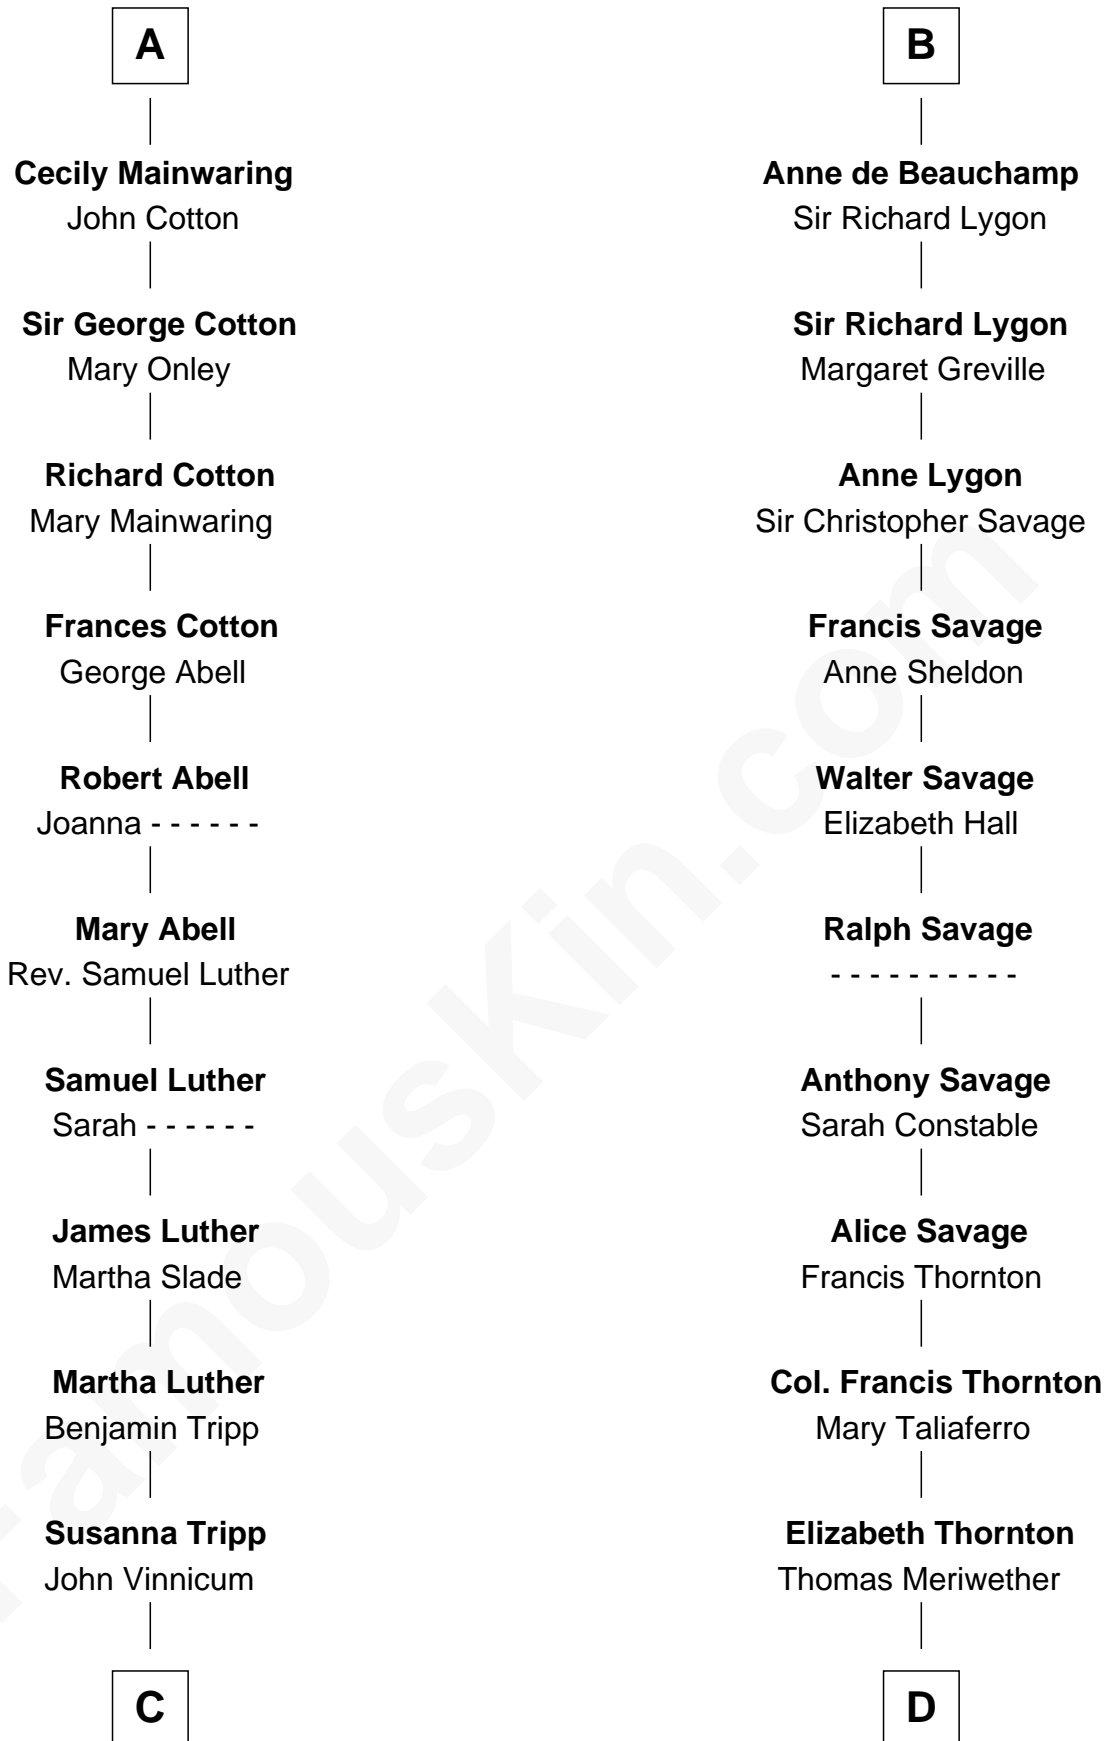 A
Cecily Mainwaring
John Cotton
Sir George Cotton
Mary Onley
Richard Cotton
Mary Mainwaring
Frances Cotton
George Abell
Robert Abell
Joanna - - - - - -
Mary Abell
Rev. Samuel Luther
Samuel Luther
Sarah - - - - - -
James Luther
Martha Slade
Martha Luther
Benjamin Tripp
Susanna Tripp
John Vinnicum
C
B
Anne de Beauchamp
Sir Richard Lygon
Sir Richard Lygon
Margaret Greville
Anne Lygon
Sir Christopher Savage
Francis Savage
Anne Sheldon
Walter Savage
Elizabeth Hall
Ralph Savage
- - - - - - - - - -
Anthony Savage
Sarah Constable
Alice Savage
Francis Thornton
Col. Francis Thornton
Mary Taliaferro
Elizabeth Thornton
Thomas Meriwether
D
FamousKin.com